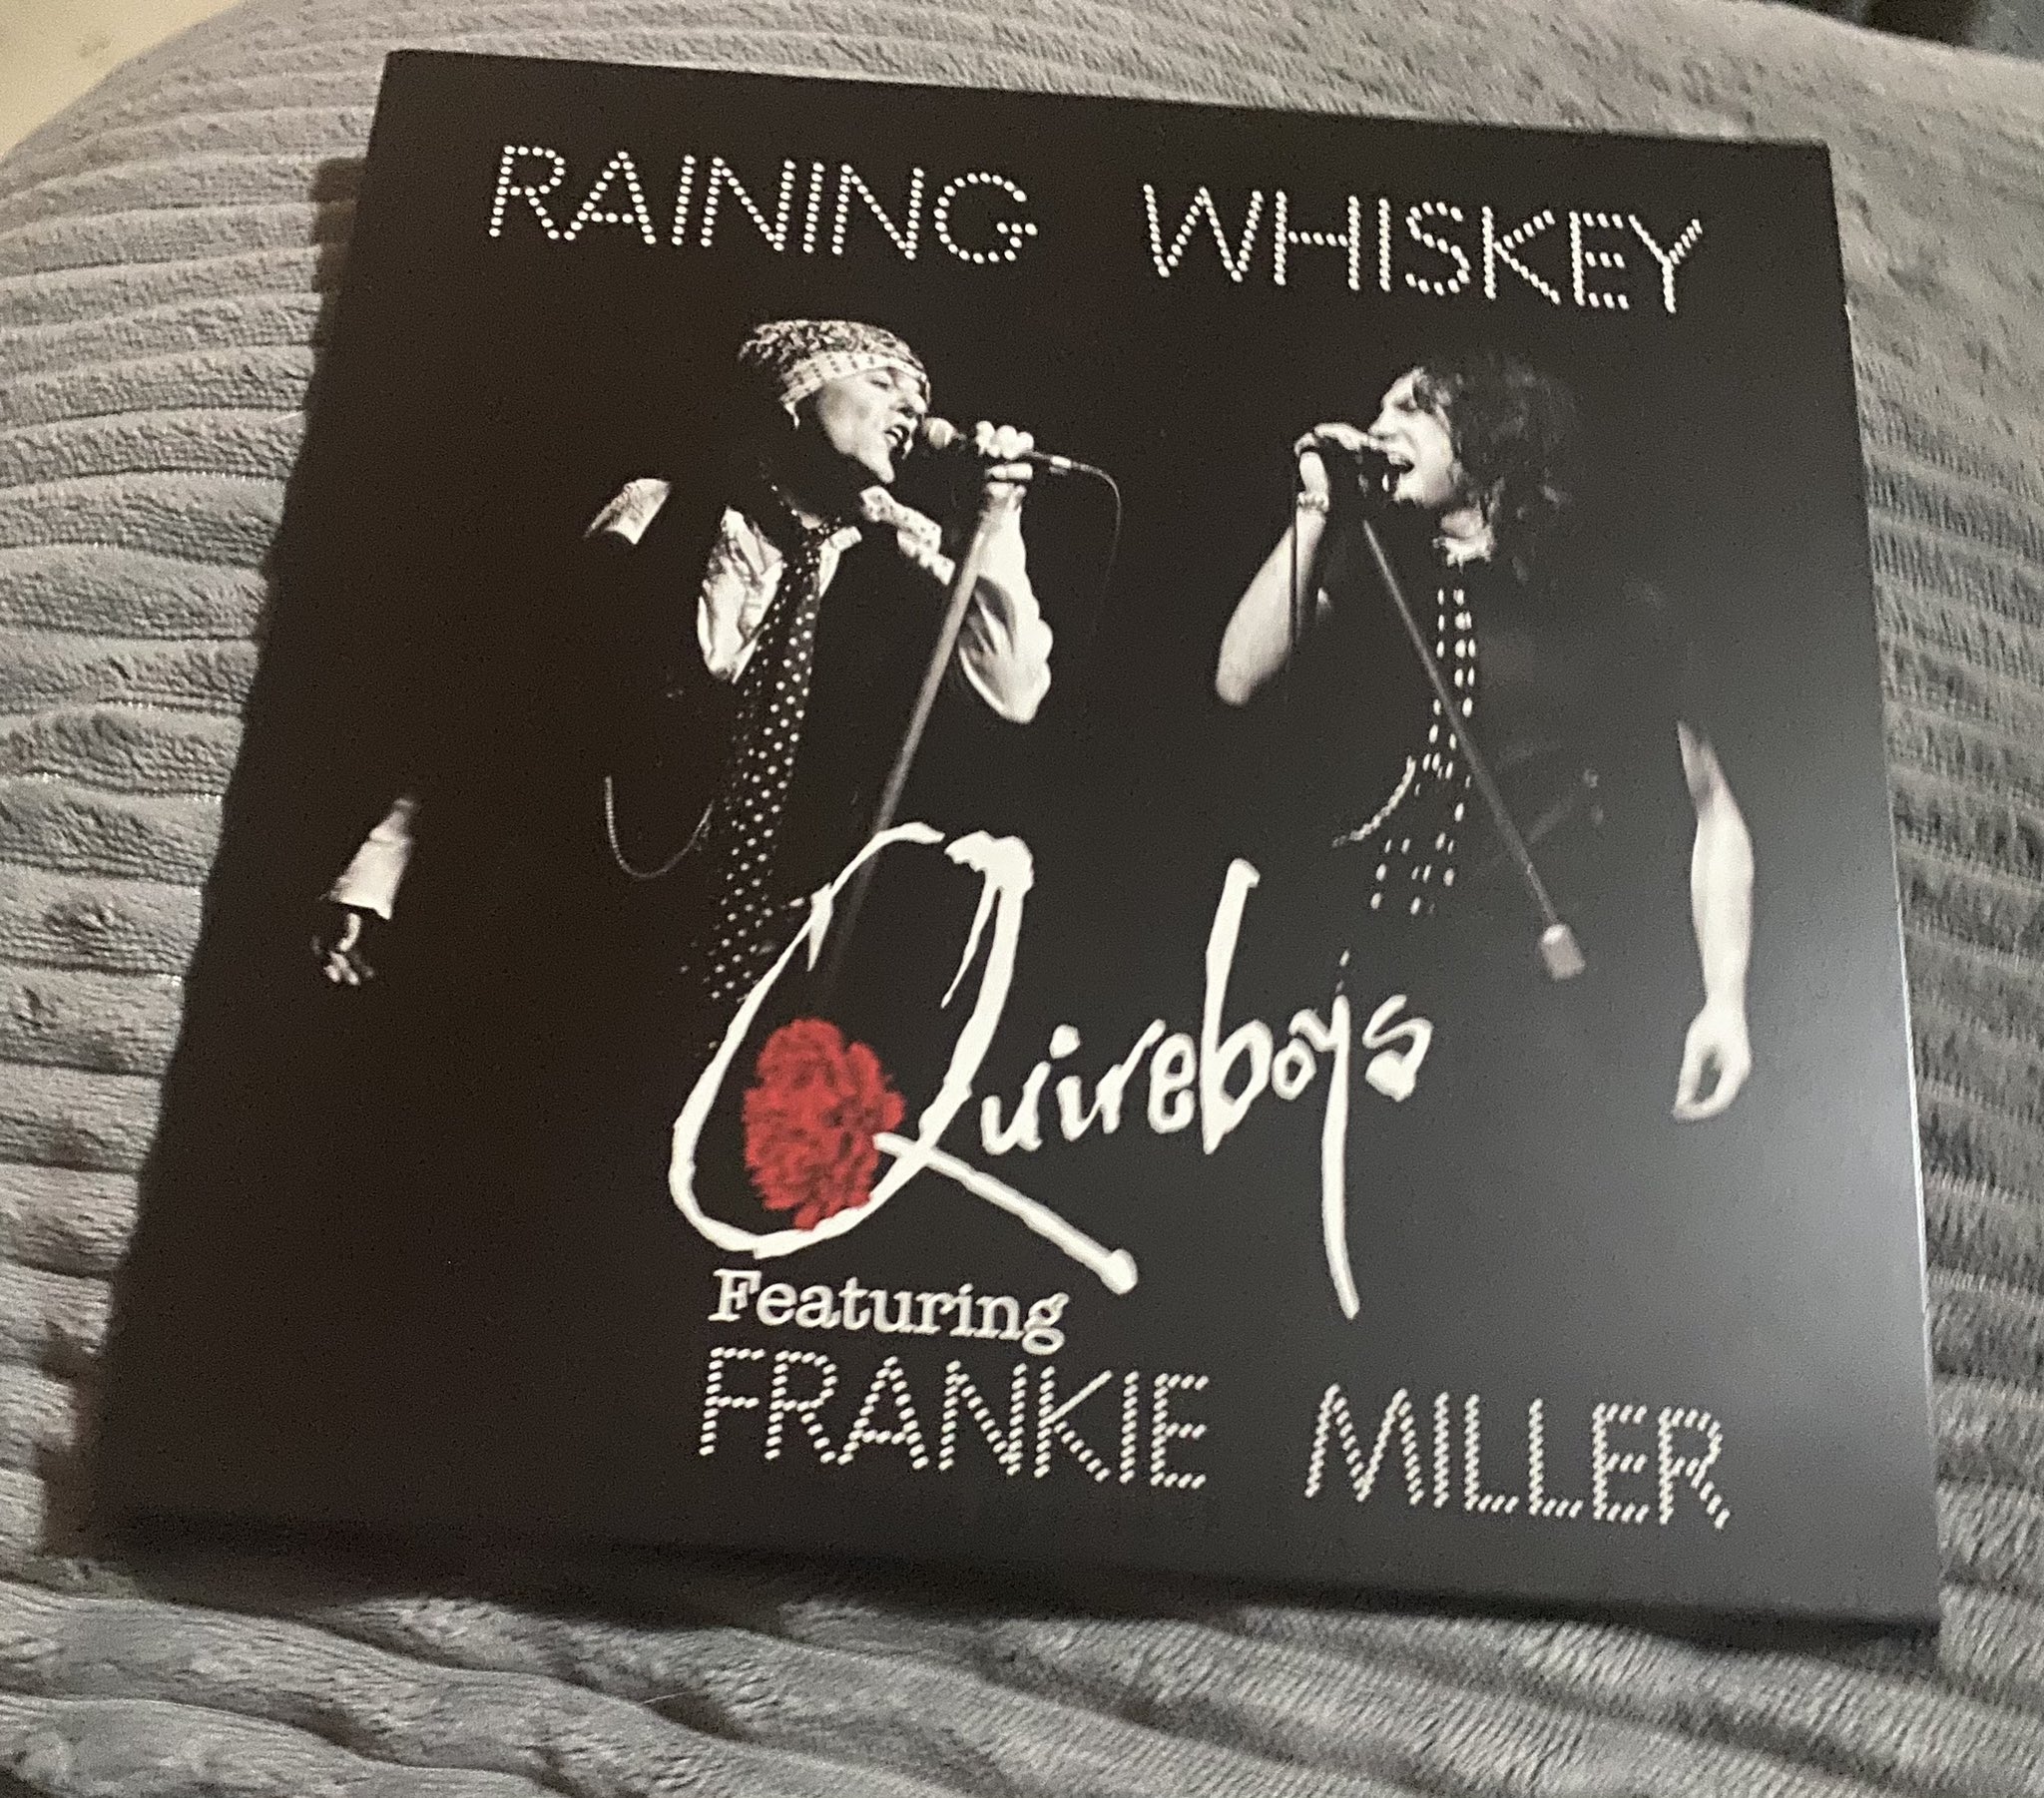 RAINING WHISKEY
Quireboys
Featuring
FRANKIE MILLER